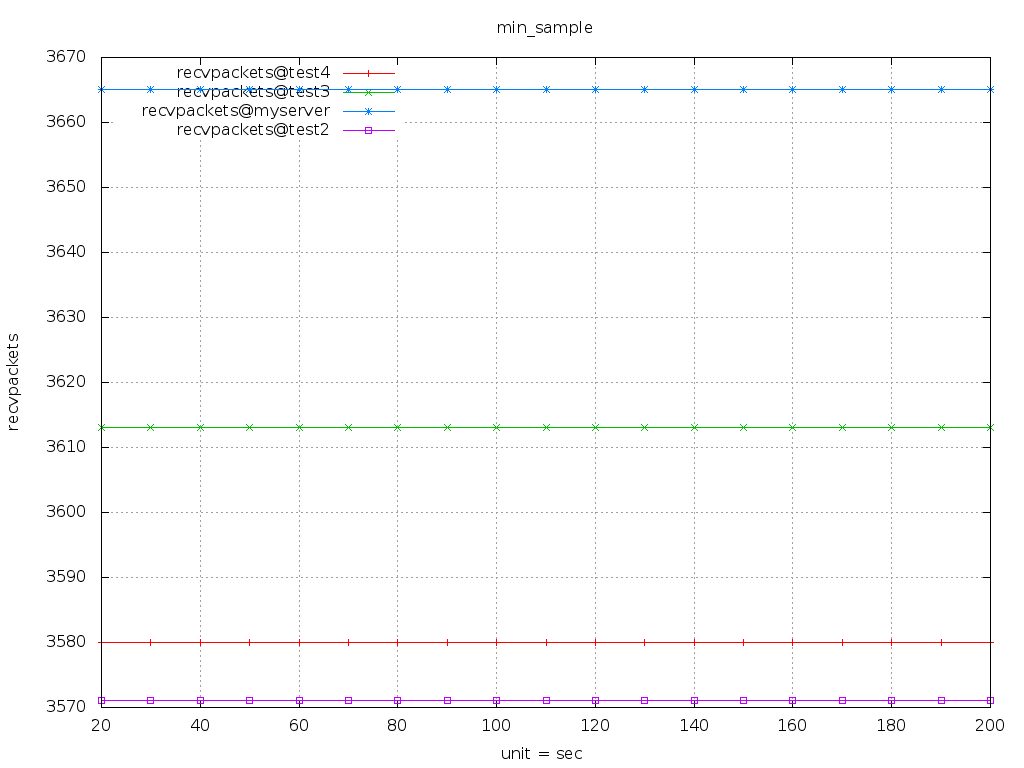 min_sample
3670
3660
3650
3640
3630
3620
3610
3600
3590
3580
3570
recvpackets
recvpackets@test4
recvpackets@test3
recvpackets@myserver
recvpackets@test2
20 40 60 80 100 120 140 160 180 200
unit = sec